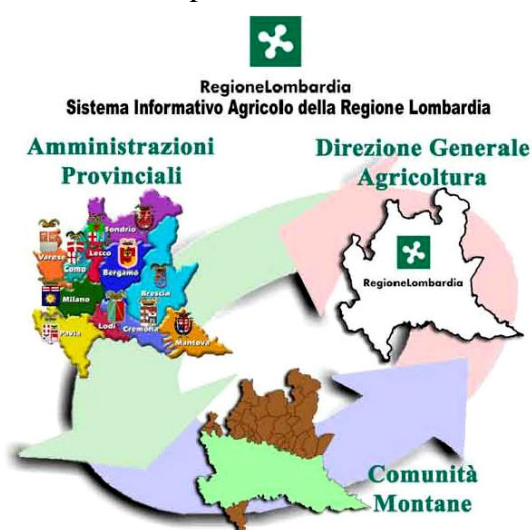 RegioneLombardia
Sistema Informativo Agricolo della Regione Lombardia
Amministrazioni
Provinciali
Direzione Generale
Agricoltura
Sondrio
Varese
Como
Lecco
Bergamo
Brescia
Milano
Lodi
Cremona
Pavia
Mantova
RegioneLombardia
Comunità
Montane